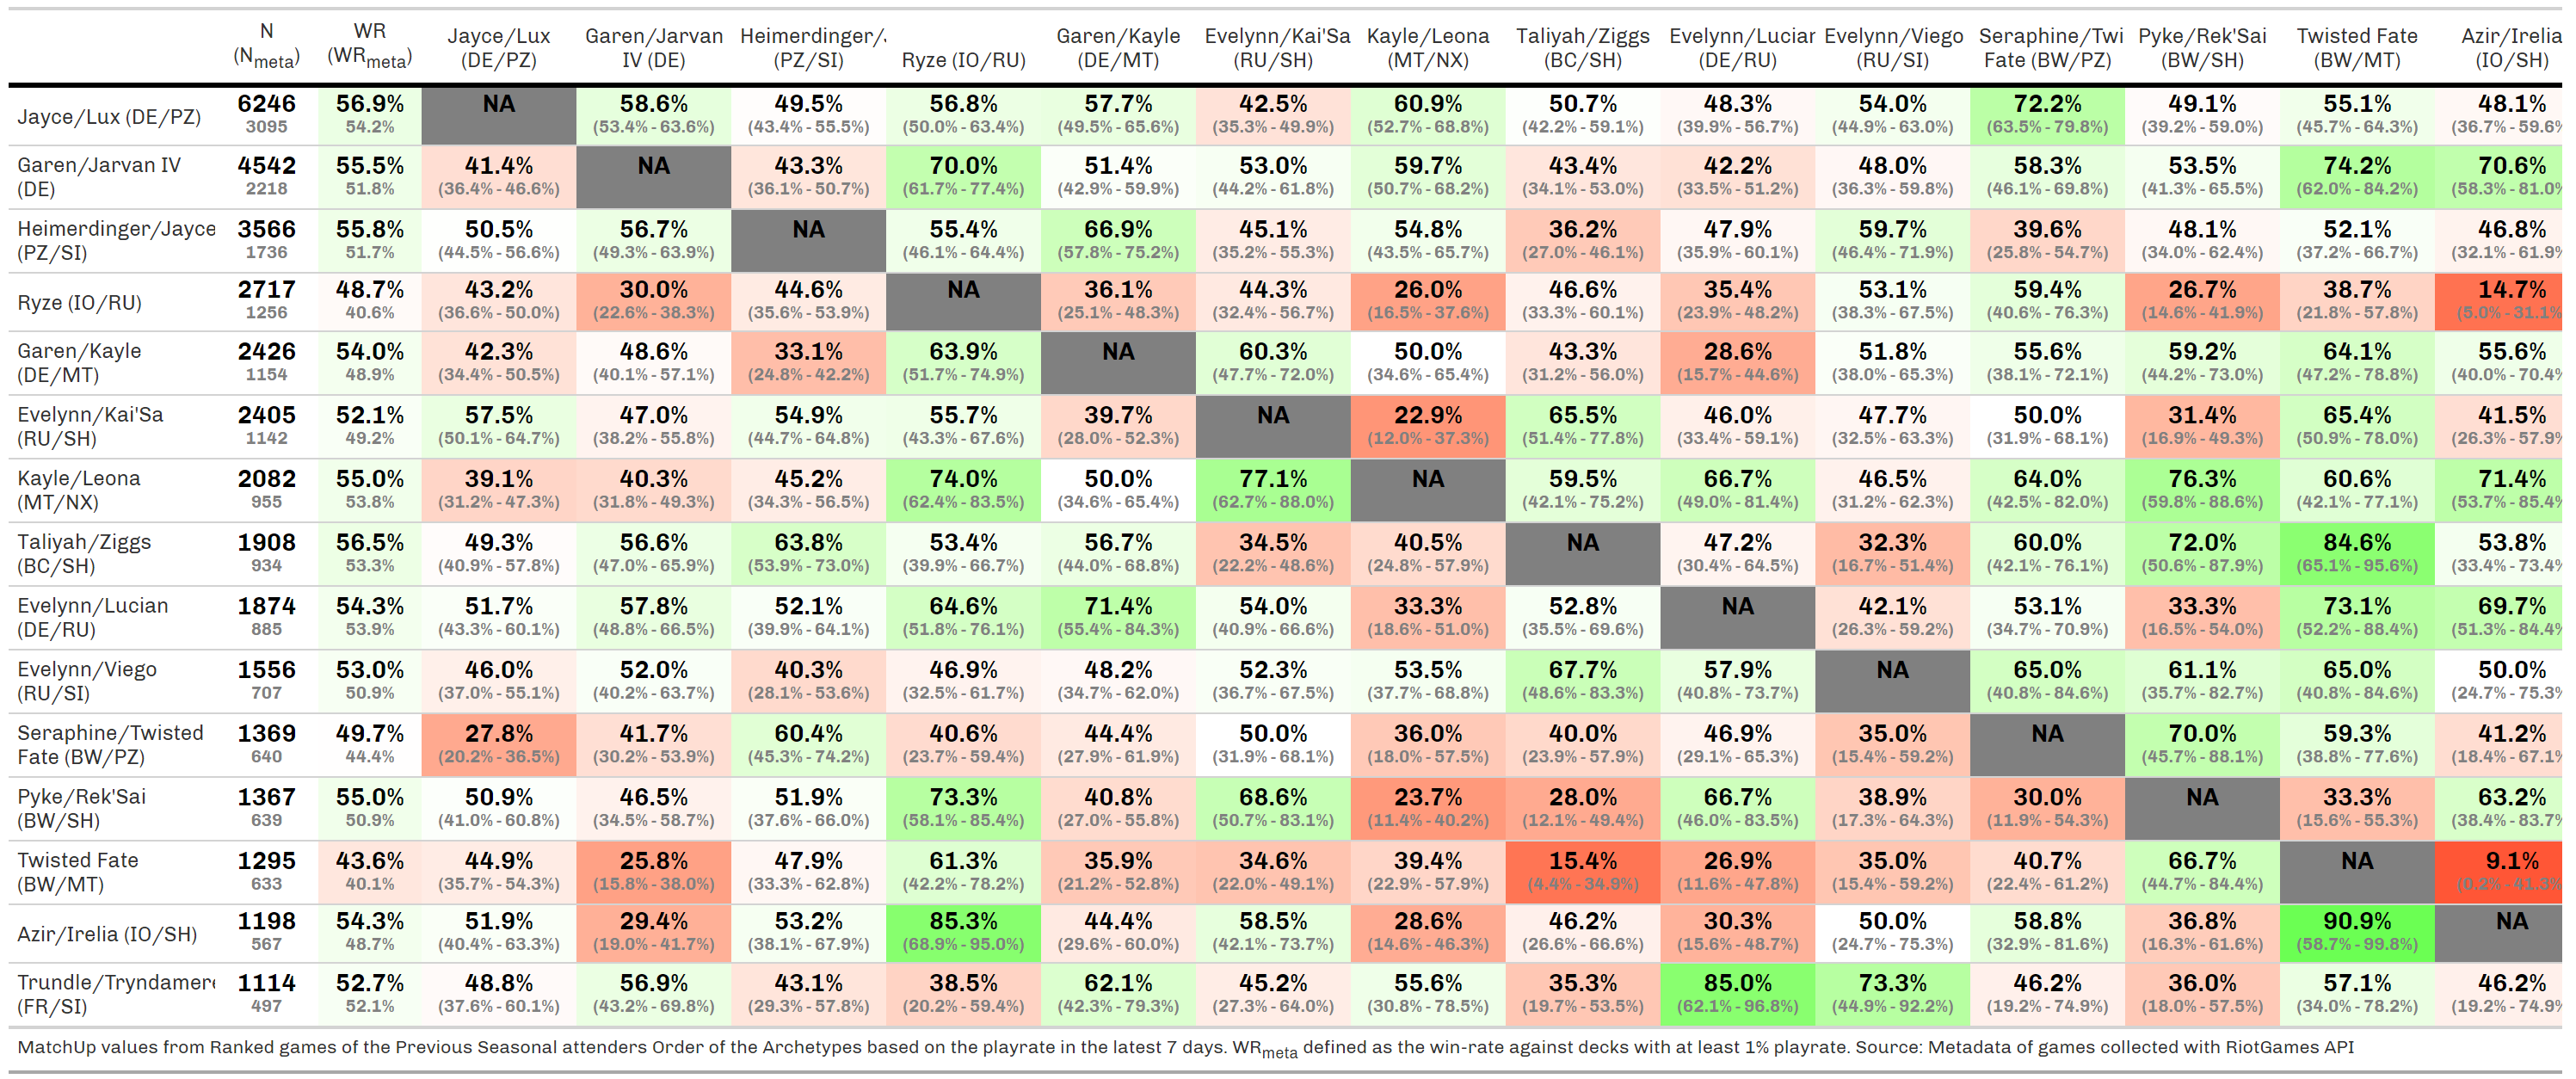 N WR Jayce/Lux Garen/Jarvan Heimerdinger/ Garen/Kayle Evelynn/Kai'Sa Kayle/Leona Taliyah/Ziggs Evelynn/Lucian Evelynn/Viego Seraphine/Twi Pyke/Rek'Sai Twisted Fate Azir/Irelia
(Nmeta) (WRmeta) (DE/PZ) IV (DE) (PZ/SI) Ryze (IO/RU) (DE/MT) (RU/SH) (MT/NX) (BC/SH) (DE/RU) (RU/SI) Fate (BW/PZ) (BW/SH) (BW/MT) (IO/SH)
Jayce/Lux (DE/PZ) 6246 56.9% NA 58.6% 49.5% 56.8% 57.7% 42.5% 60.9% 50.7% 48.3% 54.0% 72.2% 49.1% 55.1% 48.1%
3095 54.2% (53.4% - 63.6%) (43.4% - 55.5%) (50.0% - 63.4%) (49.5% - 65.6%) (35.3% - 49.9%) (52.7% - 68.8%) (42.2% - 59.1%) (39.9% - 56.7%) (44.9% - 63.0%) (63.5% - 79.8%) (39.2% - 59.0%) (45.7% - 64.3%) (36.7% - 59.6%
Garen/Jarvan IV 4542 55.5% 41.4% NA 43.3% 70.0% 51.4% 53.0% 59.7% 43.4% 42.2% 48.0% 58.3% 53.5% 74.2% 70.6%
(DE) 2218 51.8% (36.4% - 46.6%) (36.1% - 50.7%) (61.7% - 77.4%) (42.9% - 59.9%) (44.2% - 61.8%) (50.7% - 68.2%) (34.1% - 53.0%) (33.5% - 51.2%) (36.3% - 59.8%) (46.1% - 69.8%) (41.3% - 65.5%) (62.0% - 84.2%) (58.3% - 81.0%
Heimerdinger/Jayce 3566 55.8% 50.5% 56.7% NA 55.4% 66.9% 45.1% 54.8% 36.2% 47.9% 59.7% 39.6% 48.1% 52.1% 46.8%
(PZ/SI) 1736 51.7% (44.5% - 56.6%) (49.3% - 63.9%) (46.1% - 64.4%) (57.8% - 75.2%) (35.2% - 55.3%) (43.5% - 65.7%) (27.0% - 46.1%) (35.9% - 60.1%) (46.4% - 71.9%) (25.8% - 54.7%) (34.0% - 62.4%) (37.2% - 66.7%) (32.1% - 61.9%
Ryze (IO/RU) 2717 48.7% 43.2% 30.0% 44.6% NA 36.1% 44.3% 26.0% 46.6% 35.4% 53.1% 59.4% 26.7% 38.7% 14.7%
1256 40.6% (36.6% - 50.0%) (22.6% - 38.3%) (35.6% - 53.9%) (25.1% - 48.3%) (32.4% - 56.7%) (16.5% - 37.6%) (33.3% - 60.1%) (23.9% - 48.2%) (38.3% - 67.5%) (40.6% - 76.3%) (14.6% - 41.9%) (21.8% - 57.8%) (5.0% - 31.1%
Garen/Kayle 2426 54.0% 42.3% 48.6% 33.1% 63.9% NA 60.3% 50.0% 43.3% 28.6% 51.8% 55.6% 59.2% 64.1% 55.6%
(DE/MT) 1154 48.9% (34.4% - 50.5%) (40.1% - 57.1%) (24.8% - 42.2%) (51.7% - 74.9%) (47.7% - 72.0%) (34.6% - 65.4%) (31.2% - 56.0%) (15.7% - 44.6%) (38.0% - 65.3%) (38.1% - 72.1%) (44.2% - 73.0%) (47.2% - 78.8%) (40.0% - 70.4%
Evelynn/Kai'Sa 2405 52.1% 57.5% 47.0% 54.9% 55.7% 39.7% NA 22.9% 65.5% 46.0% 47.7% 50.0% 31.4% 65.4% 41.5%
(RU/SH) 1142 49.2% (50.1% - 64.7%) (38.2% - 55.8%) (44.7% - 64.8%) (43.3% - 67.6%) (28.0% - 52.3%) (12.0% - 37.3%) (51.4% - 77.8%) (33.4% - 59.1%) (32.5% - 63.3%) (31.9% - 68.1%) (16.9% - 49.3%) (50.9% - 78.0%) (26.3% - 57.9%
Kayle/Leona 2082 55.0% 39.1% 40.3% 45.2% 74.0% 50.0% 77.1% NA 59.5% 66.7% 46.5% 64.0% 76.3% 60.6% 71.4%
(MT/NX) 955 53.8% (31.2% - 47.3%) (31.8% - 49.3%) (34.3% - 56.5%) (62.4% - 83.5%) (34.6% - 65.4%) (62.7% - 88.0%) (42.1% - 75.2%) (49.0% - 81.4%) (31.2% - 62.3%) (42.5% - 82.0%) (59.8% - 88.6%) (42.1% - 77.1%) (53.7% - 85.4%
Taliyah/Ziggs 1908 56.5% 49.3% 56.6% 63.8% 53.4% 56.7% 34.5% 40.5% NA 47.2% 32.3% 60.0% 72.0% 84.6% 53.8%
(BC/SH) 934 53.3% (40.9% - 57.8%) (47.0% - 65.9%) (53.9% - 73.0%) (39.9% - 66.7%) (44.0% - 68.8%) (22.2% - 48.6%) (24.8% - 57.9%) (30.4% - 64.5%) (16.7% - 51.4%) (42.1% - 76.1%) (50.6% - 87.9%) (65.1% - 95.6%) (33.4% - 73.4%
Evelynn/Lucian 1874 54.3% 51.7% 57.8% 52.1% 64.6% 71.4% 54.0% 33.3% 52.8% NA 42.1% 53.1% 33.3% 73.1% 69.7%
(DE/RU) 885 53.9% (43.3% - 60.1%) (48.8% - 66.5%) (39.9% - 64.1%) (51.8% - 76.1%) (55.4% - 84.3%) (40.9% - 66.6%) (18.6% - 51.0%) (35.5% - 69.6%) (26.3% - 59.2%) (34.7% - 70.9%) (16.5% - 54.0%) (52.2% - 88.4%) (51.3% - 84.4%
Evelynn/Viego 1556 53.0% 46.0% 52.0% 40.3% 46.9% 48.2% 52.3% 53.5% 67.7% 57.9% NA 65.0% 61.1% 65.0% 50.0%
(RU/SI) 707 50.9% (37.0% - 55.1%) (40.2% - 63.7%) (28.1% - 53.6%) (32.5% - 61.7%) (34.7% - 62.0%) (36.7% - 67.5%) (37.7% - 68.8%) (48.6% - 83.3%) (40.8% - 73.7%) (40.8% - 84.6%) (35.7% - 82.7%) (40.8% - 84.6%) (24.7% - 75.3%
Seraphine/Twisted 1369 49.7% 27.8% 41.7% 60.4% 40.6% 44.4% 50.0% 36.0% 40.0% 46.9% 35.0% NA 70.0% 59.3% 41.2%
Fate (BW/PZ) 640 44.4% (20.2% - 36.5%) (30.2% - 53.9%) (45.3% - 74.2%) (23.7% - 59.4%) (27.9% - 61.9%) (31.9% - 68.1%) (18.0% - 57.5%) (23.9% - 57.9%) (29.1% - 65.3%) (15.4% - 59.2%) (45.7% - 88.1%) (38.8% - 77.6%) (18.4% - 67.1%
Pyke/Rek'Sai 1367 55.0% 50.9% 46.5% 51.9% 73.3% 40.8% 68.6% 23.7% 28.0% 66.7% 38.9% 30.0% NA 33.3% 63.2%
(BW/SH) 639 50.9% (41.0% - 60.8%) (34.5% - 58.7%) (37.6% - 66.0%) (58.1% - 85.4%) (27.0% - 55.8%) (50.7% - 83.1%) (11.4% - 40.2%) (12.1% - 49.4%) (46.0% - 83.5%) (17.3% - 64.3%) (11.9% - 54.3%) (15.6% - 55.3%) (38.4% - 83.7%
Twisted Fate 1295 43.6% 44.9% 25.8% 47.9% 61.3% 35.9% 34.6% 39.4% 15.4% 26.9% 35.0% 40.7% 66.7% NA 9.1%
(BW/MT) 633 40.1% (35.7% - 54.3%) (15.8% - 38.0%) (33.3% - 62.8%) (42.2% - 78.2%) (21.2% - 52.8%) (22.0% - 49.1%) (22.9% - 57.9%) (4.4% - 34.9%) (11.6% - 47.8%) (15.4% - 59.2%) (22.4% - 61.2%) (44.7% - 84.4%) (0.2% - 41.3%
Azir/Irelia (IO/SH) 1198 54.3% 51.9% 29.4% 53.2% 85.3% 44.4% 58.5% 28.6% 46.2% 30.3% 50.0% 58.8% 36.8% 90.9% NA
567 48.7% (40.4% - 63.3%) (19.0% - 41.7%) (38.1% - 67.9%) (68.9% - 95.0%) (29.6% - 60.0%) (42.1% - 73.7%) (14.6% - 46.3%) (26.6% - 66.6%) (15.6% - 48.7%) (24.7% - 75.3%) (32.9% - 81.6%) (16.3% - 61.6%) (58.7% - 99.8%)
Trundle/Tryndamere 1114 52.7% 48.8% 56.9% 43.1% 38.5% 62.1% 45.2% 55.6% 35.3% 85.0% 73.3% 46.2% 36.0% 57.1% 46.2%
(FR/SI) 497 52.1% (37.6% - 60.1%) (43.2% - 69.8%) (29.3% - 57.8%) (20.2% - 59.4%) (42.3% - 79.3%) (27.3% - 64.0%) (30.8% - 78.5%) (19.7% - 53.5%) (62.1% - 96.8%) (44.9% - 92.2%) (19.2% - 74.9%) (18.0% - 57.5%) (34.0% - 78.2%) (19.2% - 74.9%
MatchUp values from Ranked games of the Previous Seasonal attenders Order of the Archetypes based on the playrate in the latest 7 days. WRmeta defined as the win-rate against decks with at least 1% playrate. Source: Metadata of games collected with RiotGames API